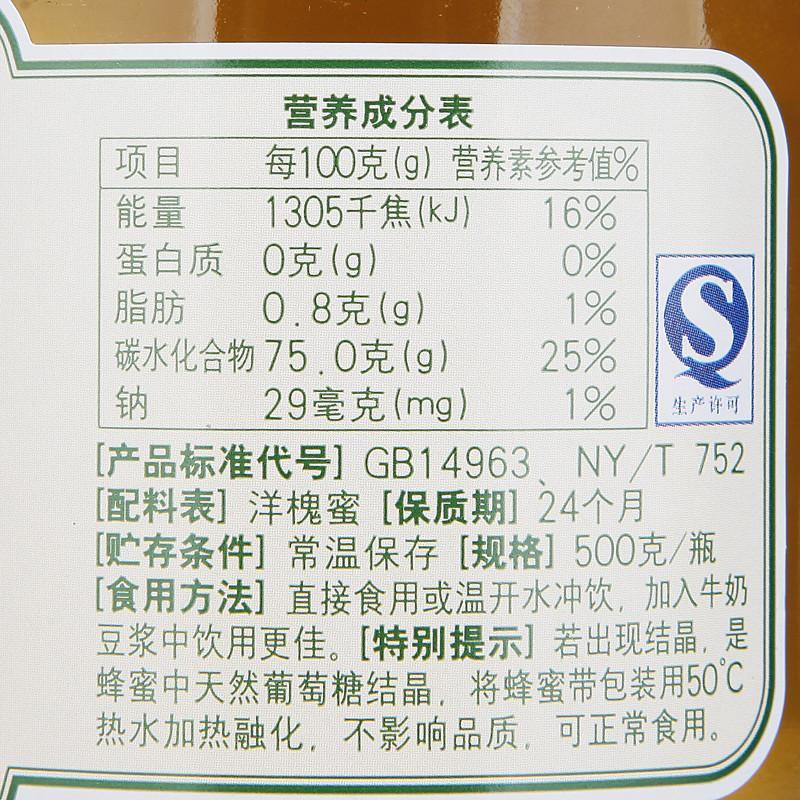 营养成分表
项目 每100克(g) 营养素参考值%
能量 1305千焦(kJ) 16%
蛋白质 0克(g) 0%
脂肪 0.8克(g) 1%
碳水化合物 75.0克(g) 25%
钠 29毫克(mg) 1%
生产许可
[产品标准代号] GB14963、NY/T 752
[配料表] 洋槐蜜 [保质期] 24个月
[贮存条件] 常温保存 [规格] 500克/瓶
[食用方法] 直接食用或温开水冲饮，加入牛奶
豆浆中饮用更佳。[特别提示] 若出现结晶，是
蜂蜜中天然葡萄糖结晶，将蜂蜜带包装用50℃
热水加热融化，不影响品质，可正常食用。